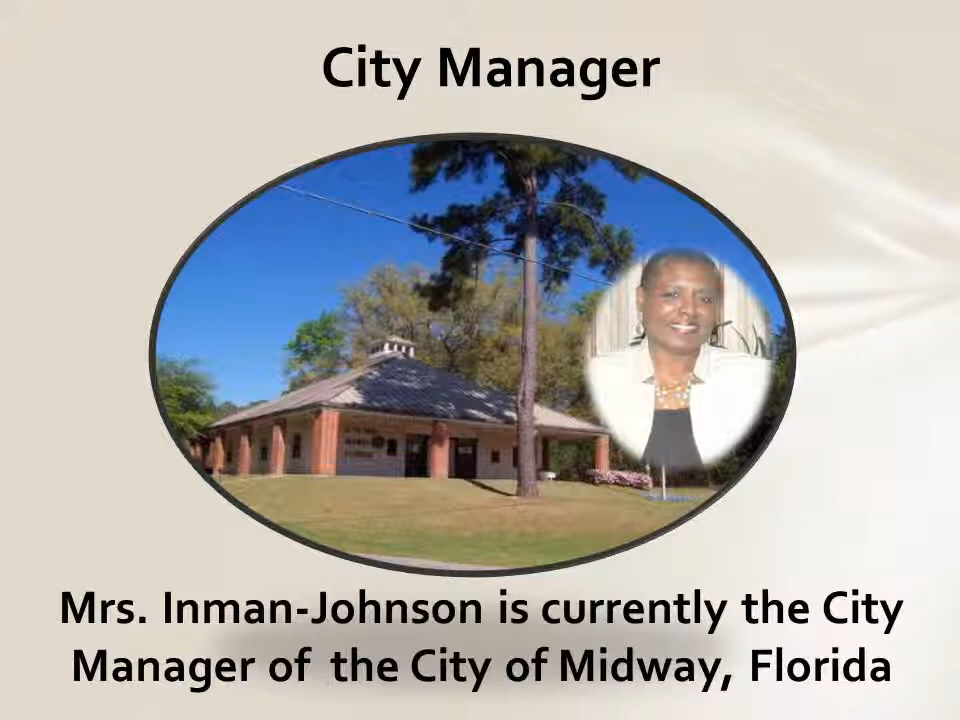 City Manager
Mrs. Inman-Johnson is currently the City
Manager of the City of Midway, Florida